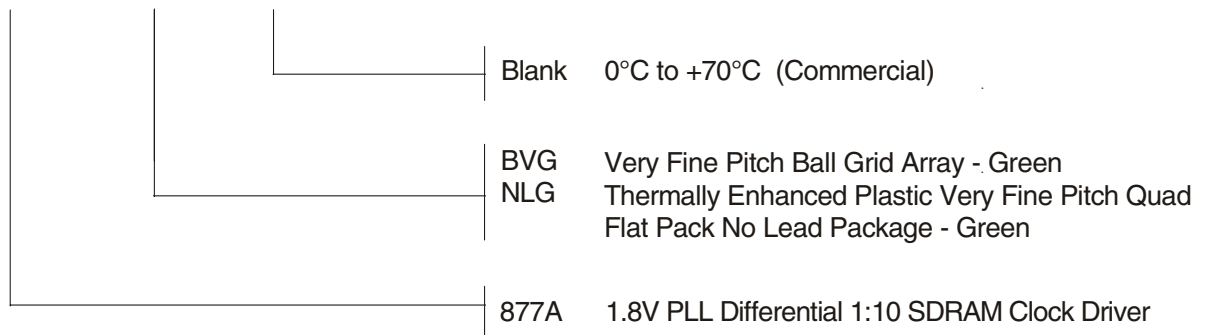 Blank 0°C to +70°C (Commercial)
BVG Very Fine Pitch Ball Grid Array - Green
NLG Thermally Enhanced Plastic Very Fine Pitch Quad
Flat Pack No Lead Package - Green
877A 1.8V PLL Differential 1:10 SDRAM Clock Driver